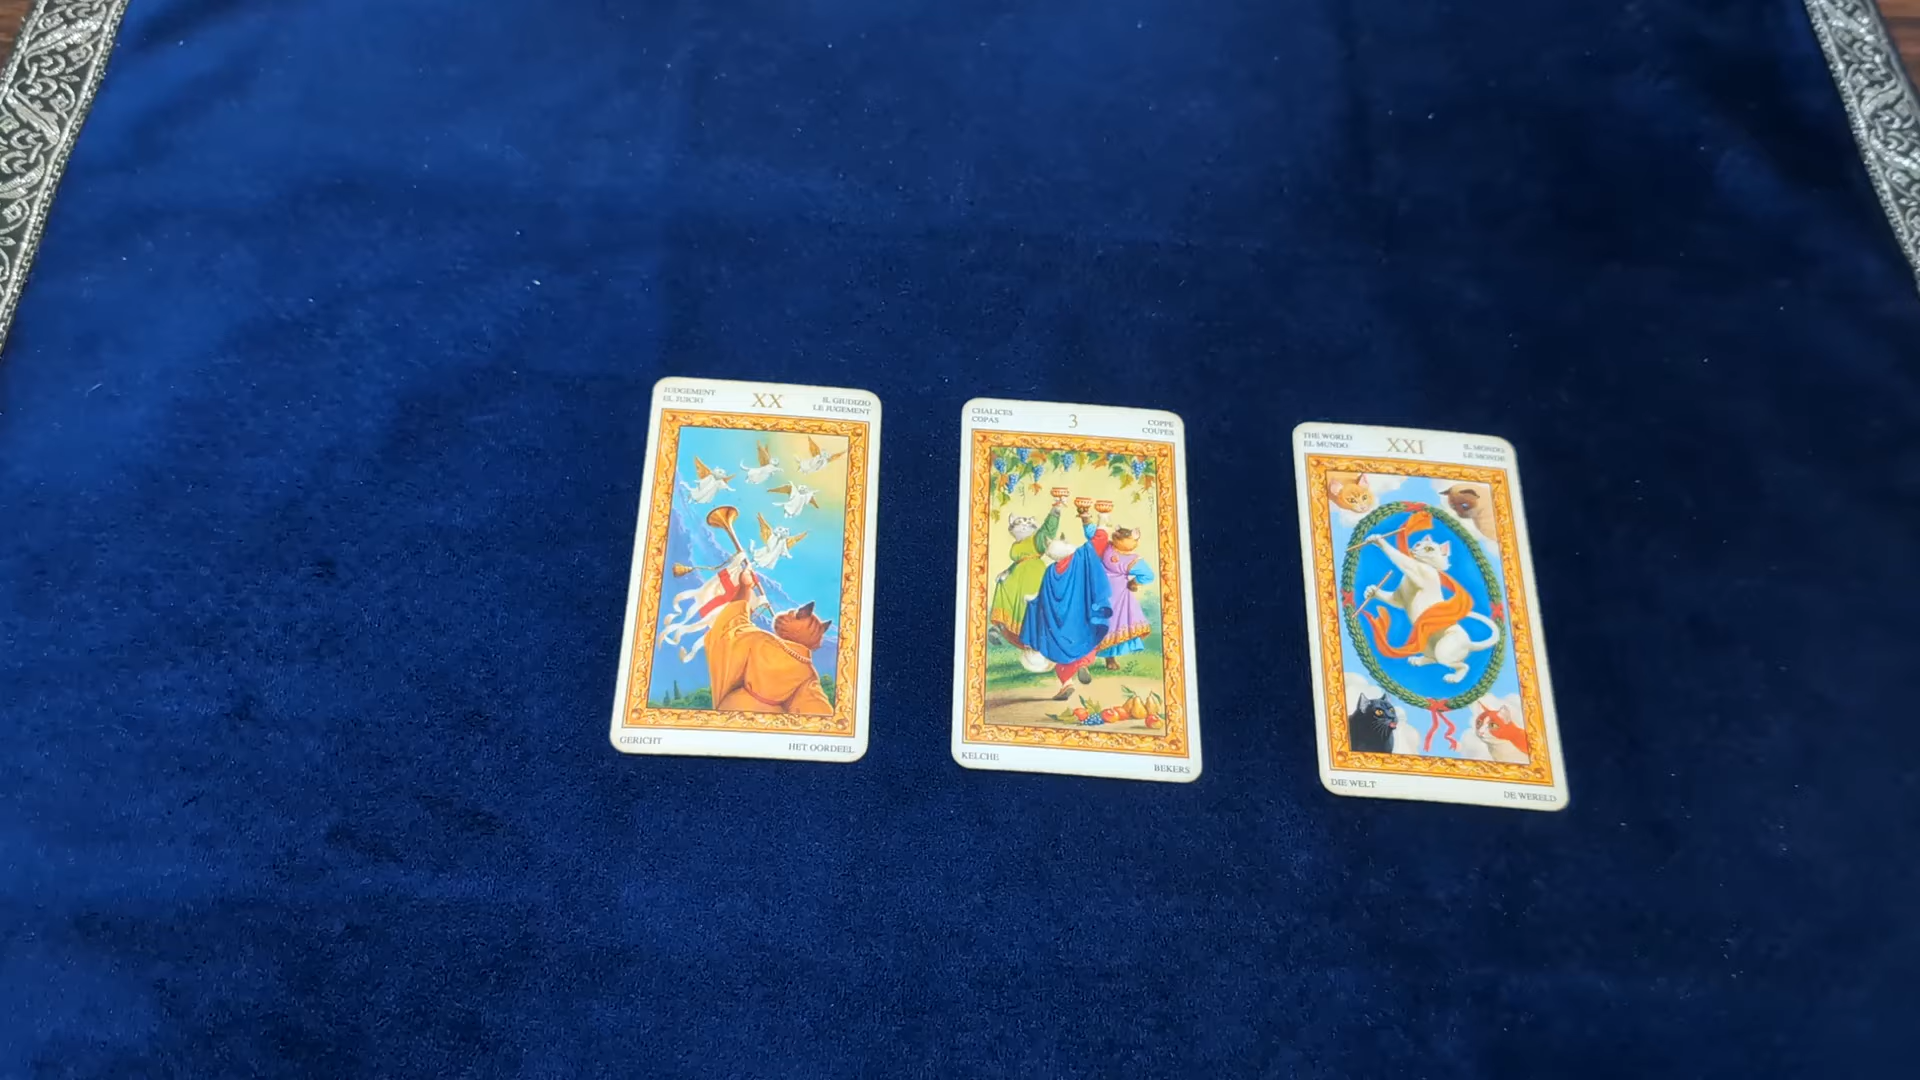 JUDGEMENT
EL JUICIO
XX
IL GIUDIZIO
LE JUGEMENT
GERICHT
HET OORDEEL
CHALICES
COPAS
3
COPPE
COUPES
KELCHE
BEKERS
THE WORLD
EL MUNDO
XXI
IL MONDO
LE MONDE
DIE WELT
DE WERELD